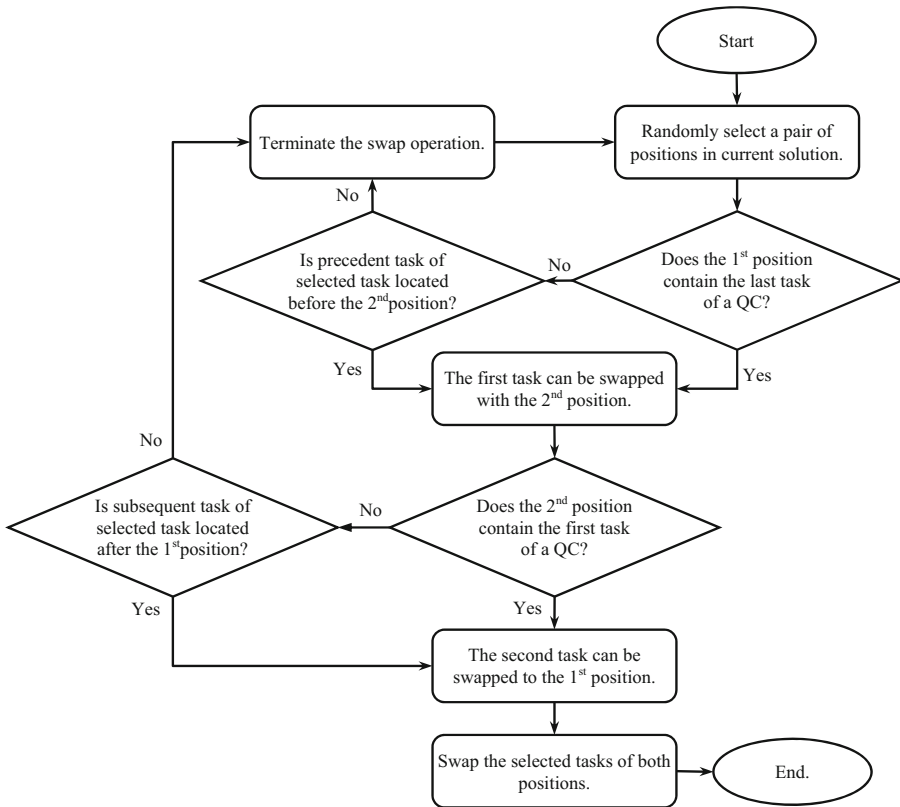 Start
Terminate the swap operation.
Randomly select a pair of
positions in current solution.
No
Is precedent task of
selected task located
before the 2nd position?
No
Does the 1st position
contain the last task
of a QC?
Yes
Yes
The first task can be swapped
with the 2nd position.
No
Is subsequent task of
selected task located
after the 1st position?
No
Does the 2nd position
contain the first task
of a QC?
Yes
Yes
The second task can be
swapped to the 1st position.
Swap the selected tasks of both
positions.
End.